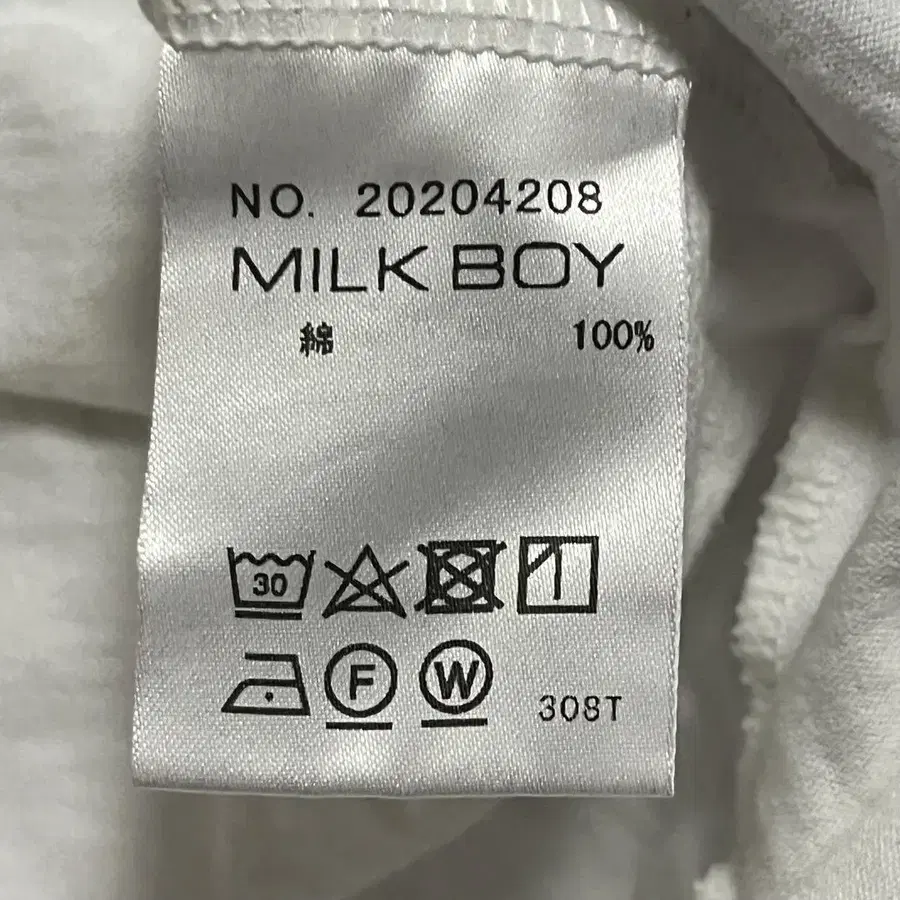 NO. 20204208
MILK BOY
綿 100%
30
F W 308T